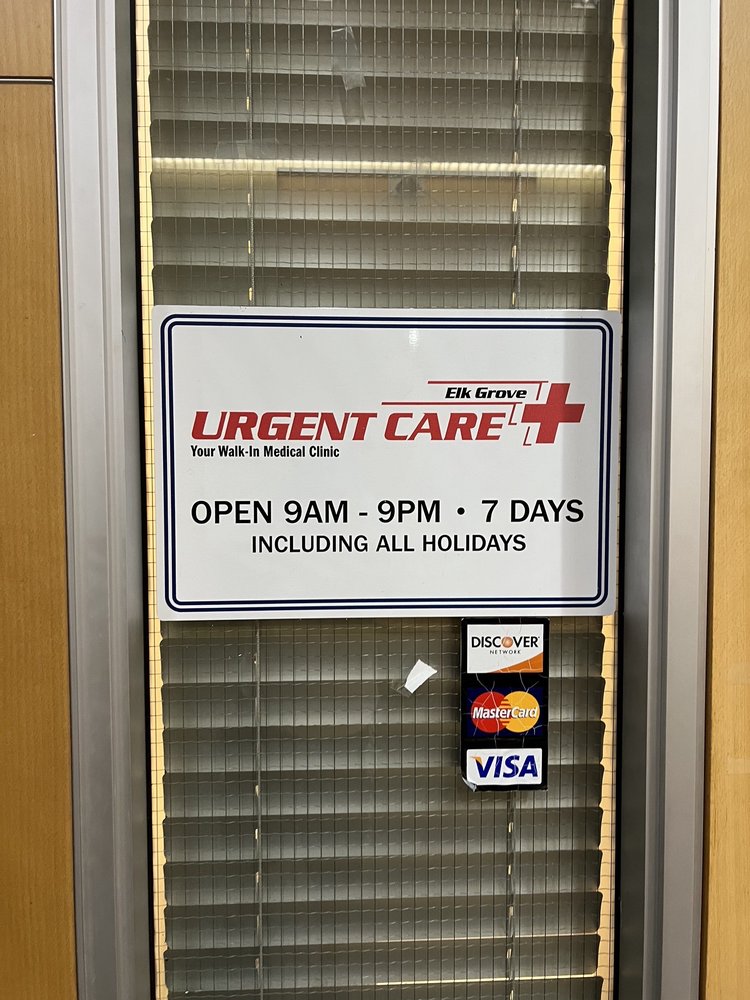 Elk Grove
URGENT CARE
Your Walk-In Medical Clinic
OPEN 9AM - 9PM • 7 DAYS
INCLUDING ALL HOLIDAYS
DISCOVER
NETWORK
MasterCard
VISA